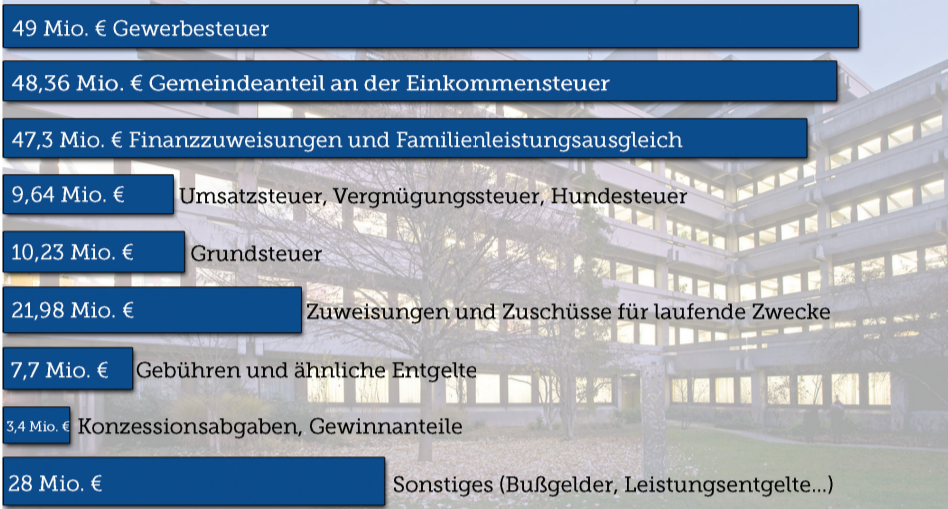 49 Mio. € Gewerbesteuer
48,36 Mio. € Gemeindeanteil an der Einkommensteuer
47,3 Mio. € Finanzzuweisungen und Familienleistungsausgleich
9,64 Mio. € Umsatzsteuer, Vergnügungssteuer, Hundesteuer
10,23 Mio. € Grundsteuer
21,98 Mio. € Zuweisungen und Zuschüsse für laufende Zwecke
7,7 Mio. € Gebühren und ähnliche Entgelte
3,4 Mio. € Konzessionsabgaben, Gewinnanteile
28 Mio. € Sonstiges (Bußgelder, Leistungsentgelte...)